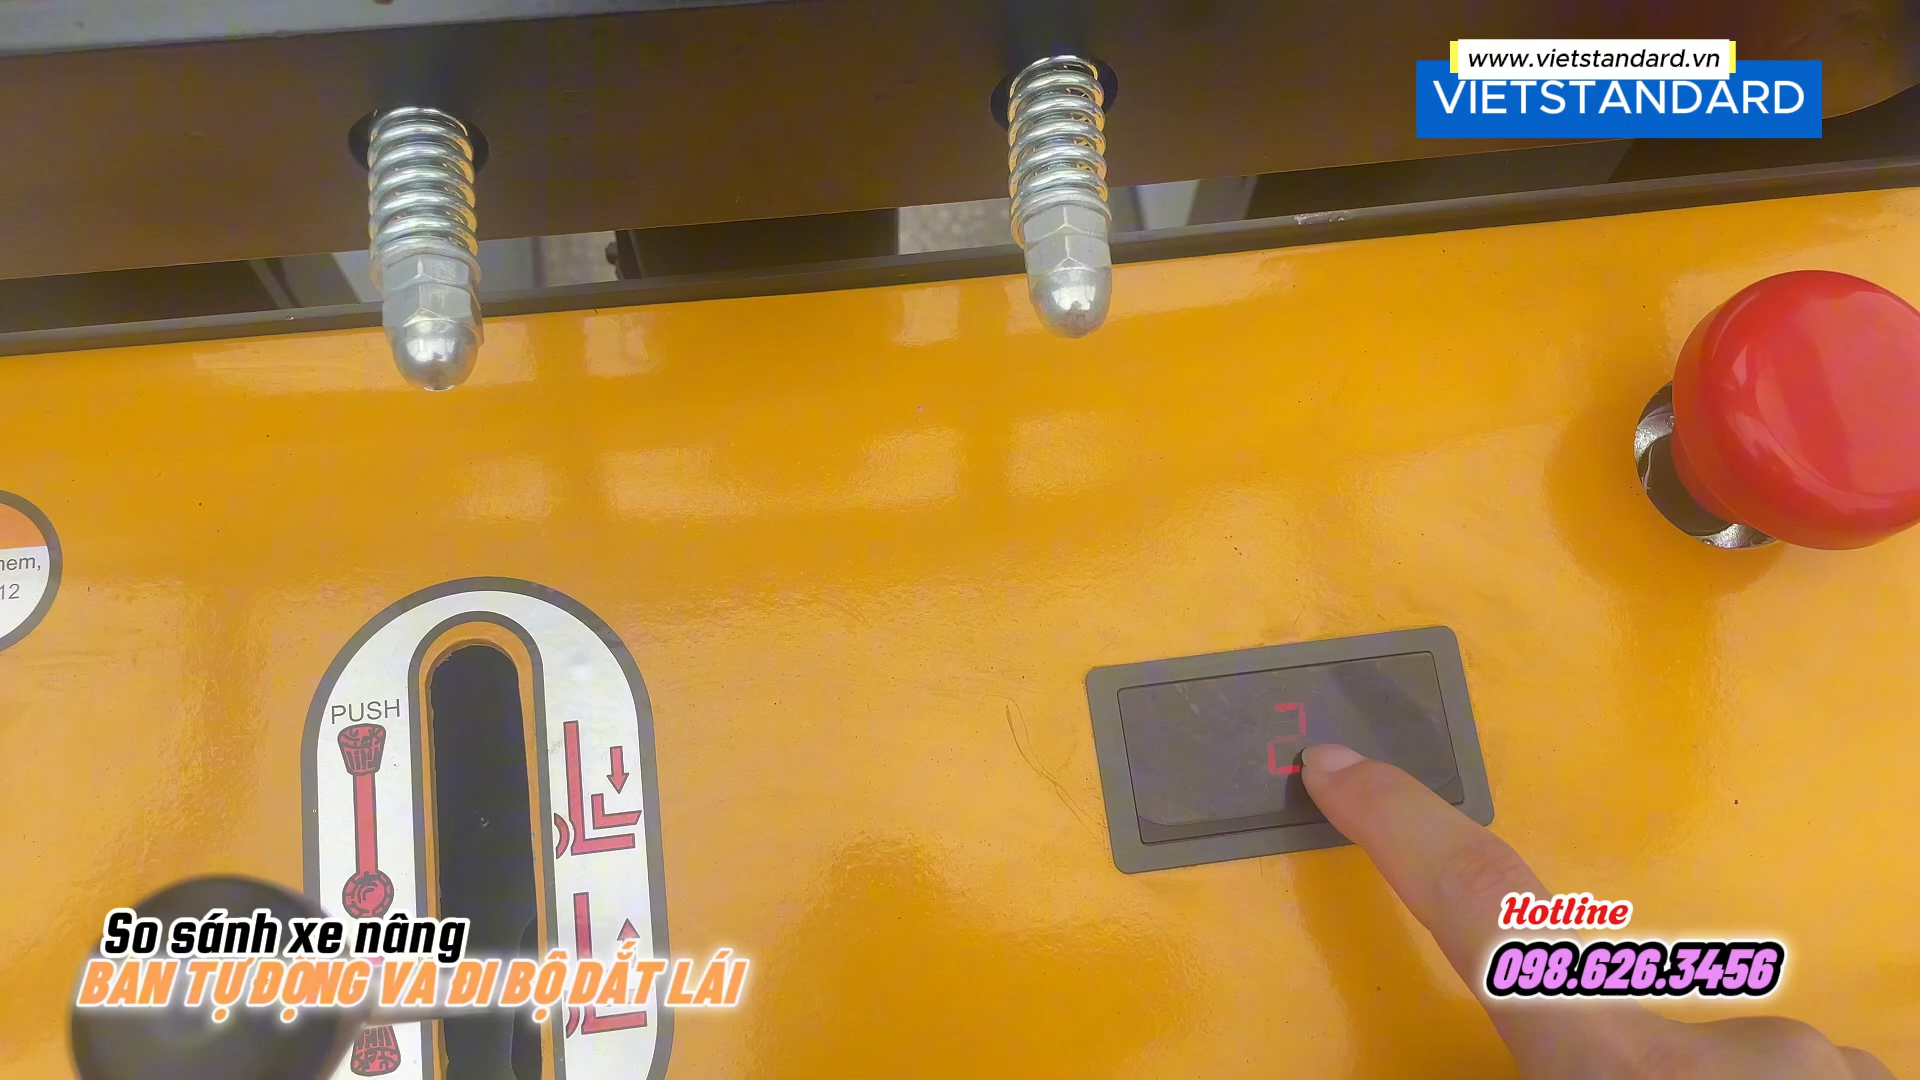 www.vietstandard.vn
VIETSTANDARD
nem,
12
PUSH
2
So sánh xe nâng
BÁN TỰ ĐỘNG VÀ ĐI BỘ DẮT LÁI
Hotline
098.626.3456